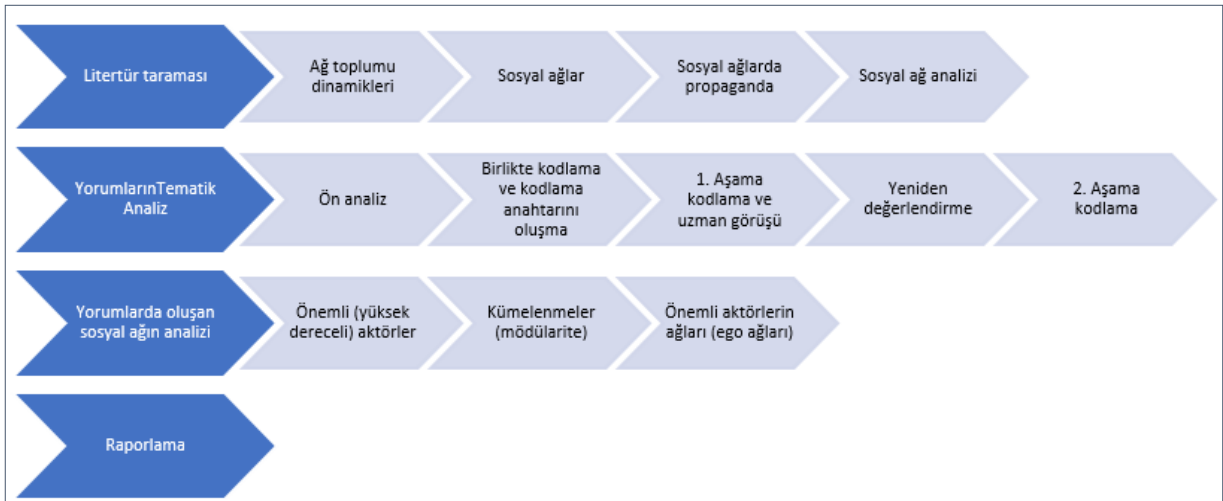 Litertür taraması
Ağ toplumu
dinamikleri
Sosyal ağlar
Sosyal ağlarda
propaganda
Sosyal ağ analizi
YorumlarınTematik
Analiz
Ön analiz
Birlikte kodlama
ve kodlama
anahtarını
oluşma
1. Aşama
kodlama ve
uzman görüşü
Yeniden
değerlendirme
2. Aşama
kodlama
Yorumlarda oluşan
sosyal ağın analizi
Önemli (yüksek
dereceli) aktörler
Kümelenmeler
(mödülarite)
Önemli aktörlerin
ağları (ego ağları)
Raporlama